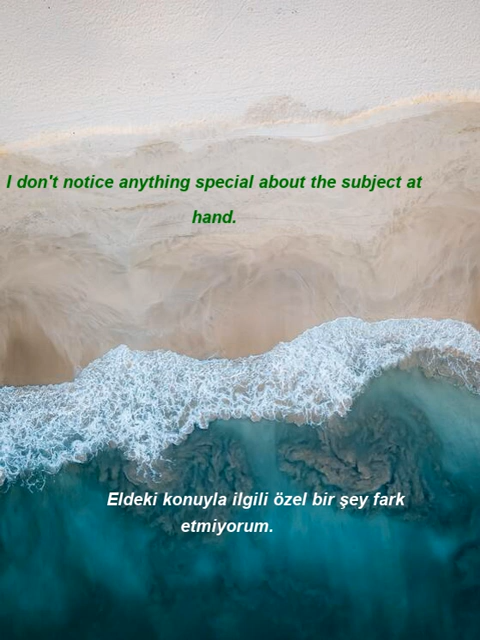 I don't notice anything special about the subject at
hand.
Eldeki konuyla ilgili özel bir şey fark
etmiyorum.